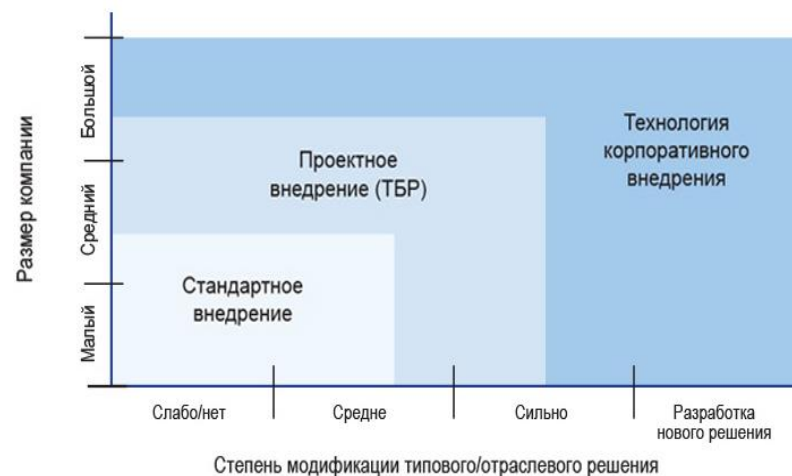 Размер компании
Большой
Средний
Малый
Технология
корпоративного
внедрения
Проектное
внедрение (ТБР)
Стандартное
внедрение
Слабо/нет
Средне
Сильно
Разработка
нового решения
Степень модификации типового/отраслевого решения